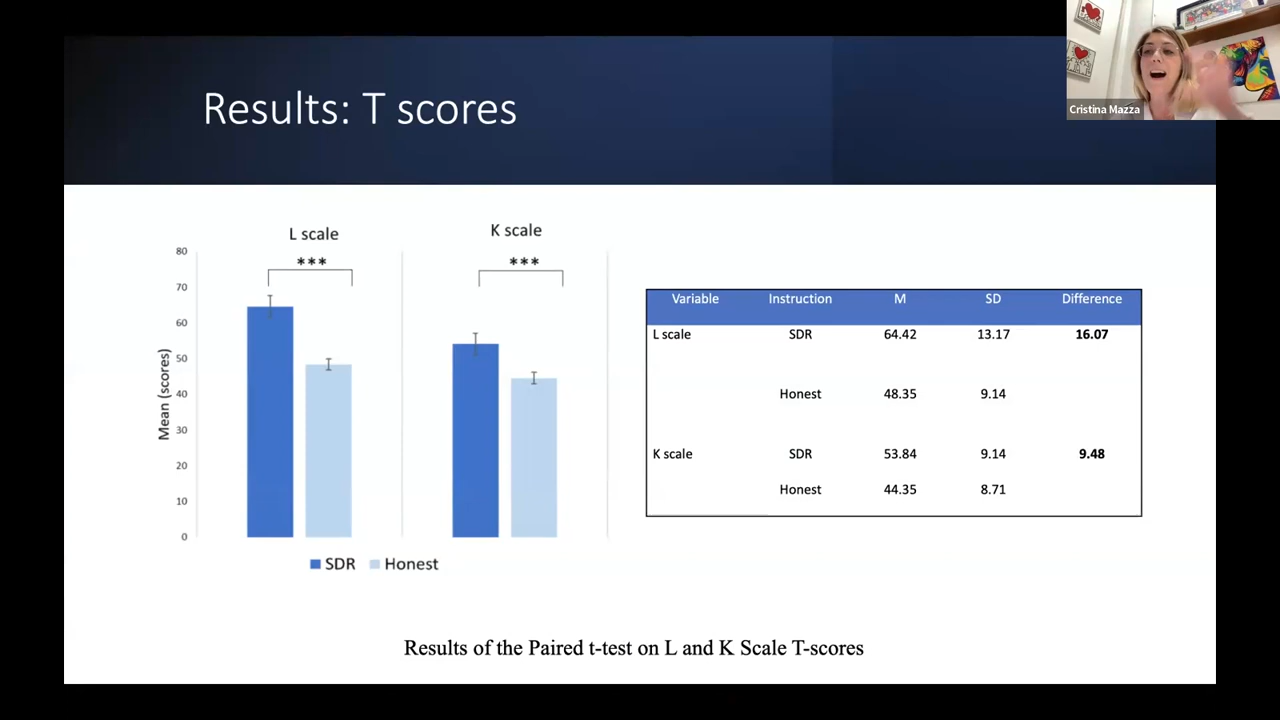 Cristina Mazza
Results: T scores
L scale
K scale
***
***
80
70
60
50
40
30
20
10
0
Mean (scores)
SDR
Honest
Variable Instruction M SD Difference
L scale SDR 64.42 13.17 16.07
Honest 48.35 9.14
K scale SDR 53.84 9.14 9.48
Honest 44.35 8.71
Results of the Paired t-test on L and K Scale T-scores